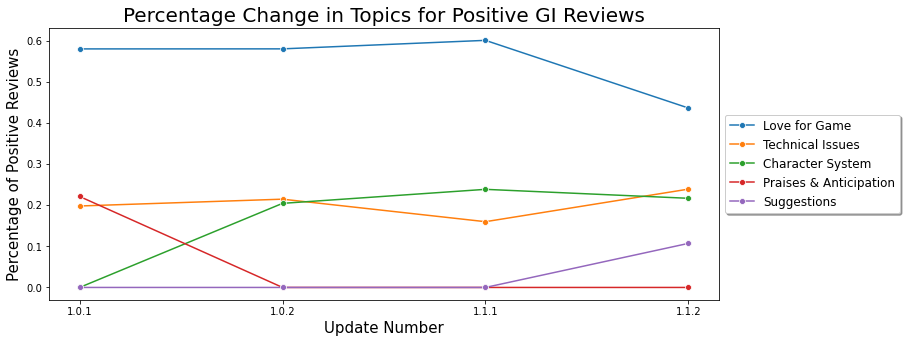 Percentage Change in Topics for Positive GI Reviews
Percentage of Positive Reviews
0.6
0.5
0.4
0.3
0.2
0.1
0.0
1.0.1 1.0.2 1.1.1 1.1.2
Update Number
Love for Game
Technical Issues
Character System
Praises & Anticipation
Suggestions